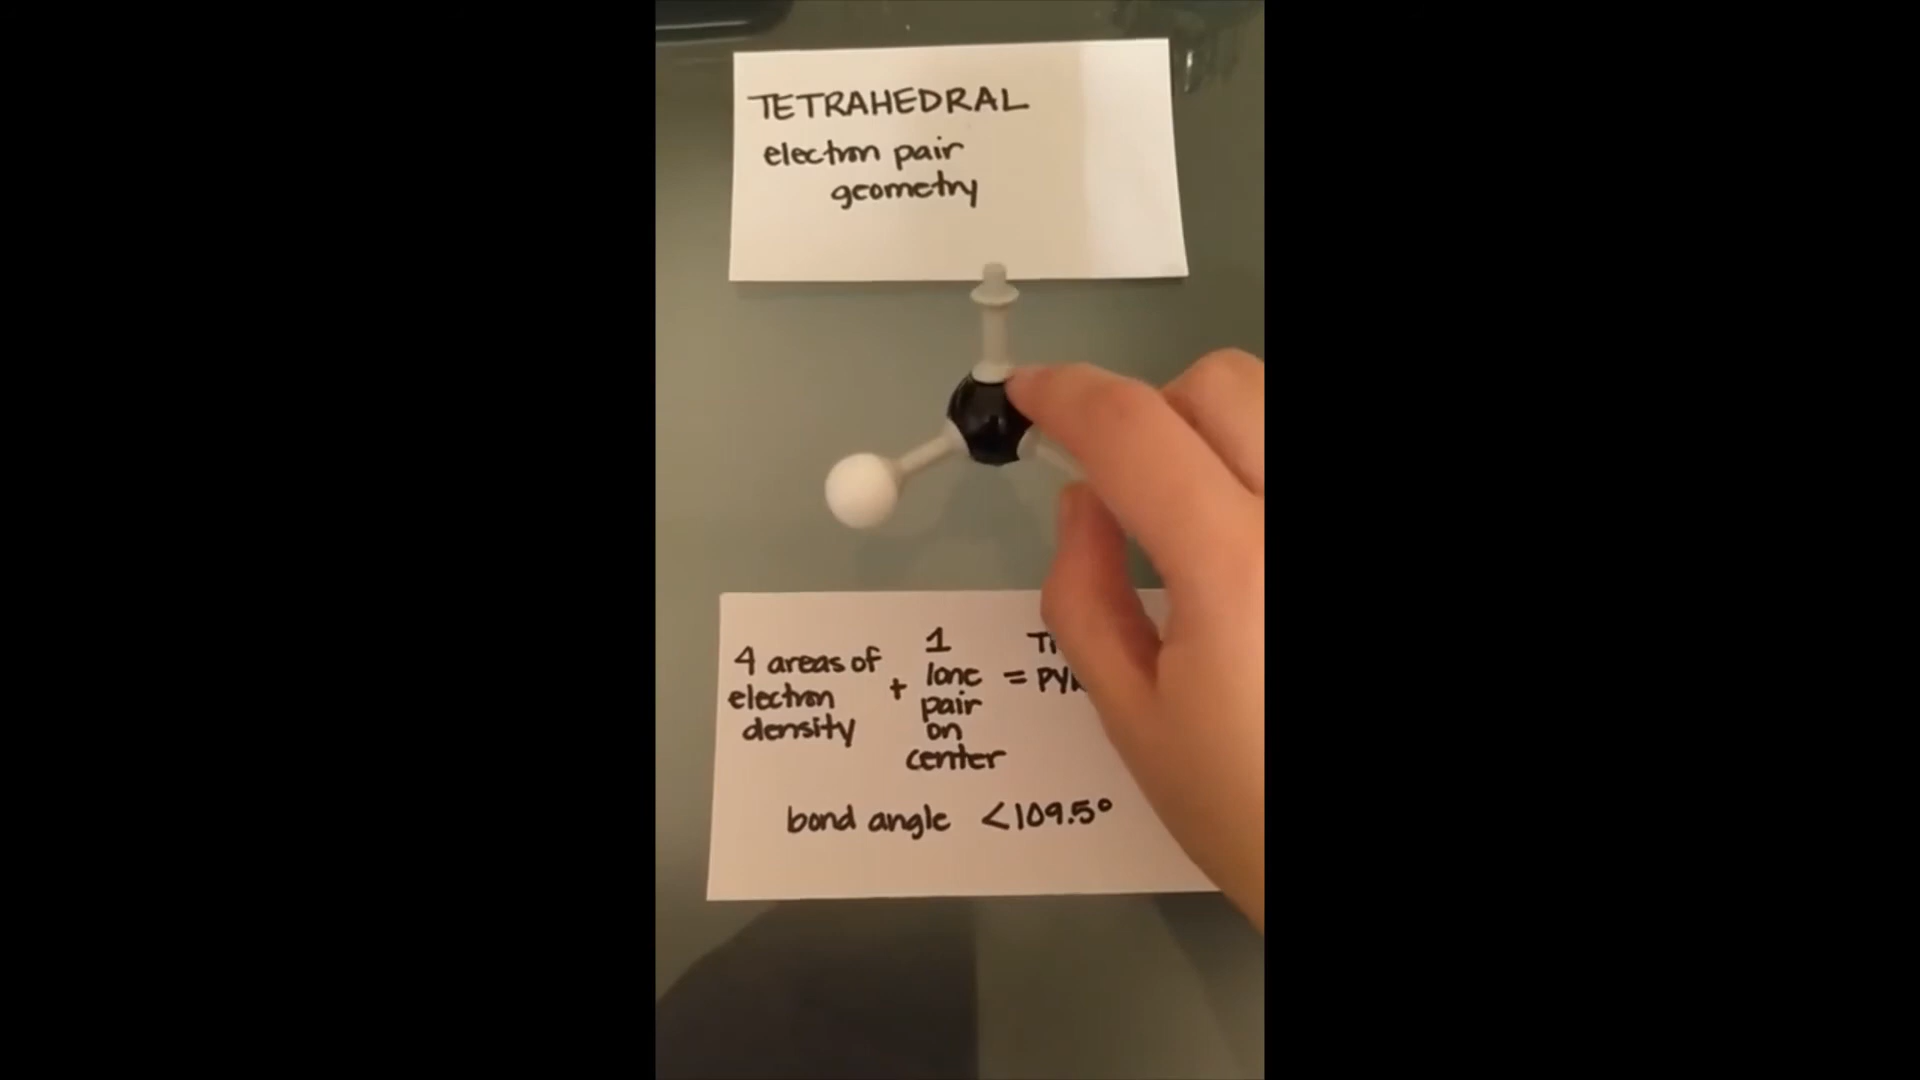 TETRAHEDRAL
electron pair
geometry
4 areas of
electron
density
+
1
lone
pair
on
center
=
bond angle <109.5°